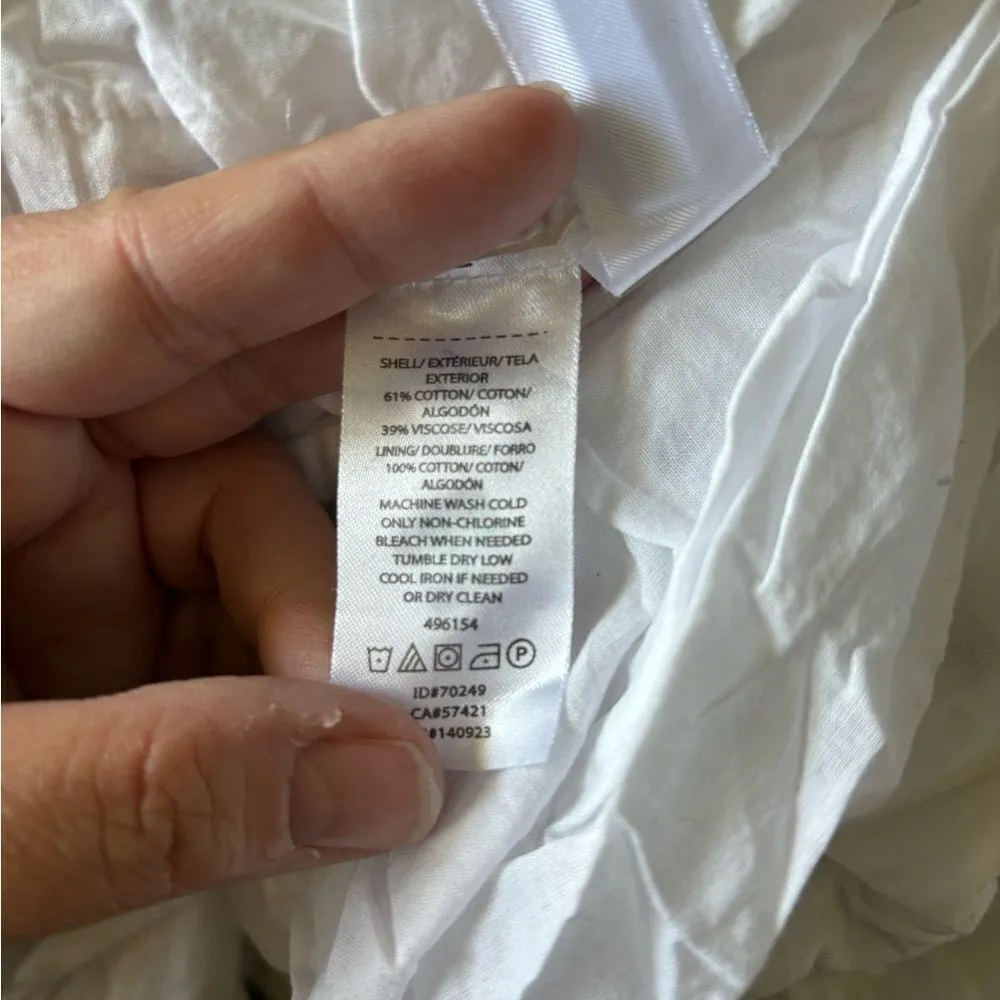 SHELL/ EXTÉRIEUR/ TELA
EXTERIOR
61% COTTON/ COTON/
ALGODÓN
39% VISCOSE/ VISCOSA
LINING/ DOUBLURE/ FORRO
100% COTTON/ COTON/
ALGODÓN
MACHINE WASH COLD
ONLY NON-CHLORINE
BLEACH WHEN NEEDED
TUMBLE DRY LOW
COOL IRON IF NEEDED
OR DRY CLEAN
496154
P
ID#70249
CA#57421
#140923